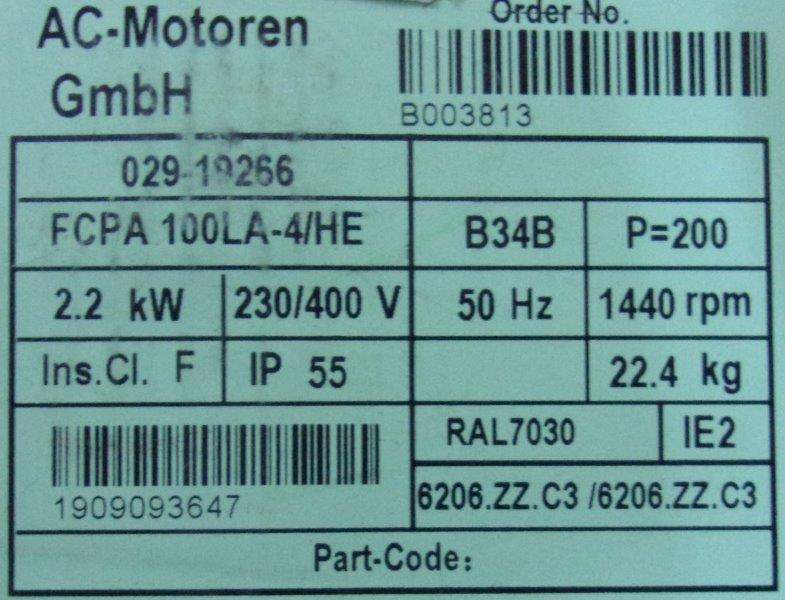 AC-Motoren
GmbH
Order No.
B003813
029-19266
FCPA 100LA-4/HE B34B P=200
2.2 kW 230/400 V 50 Hz 1440 rpm
Ins.Cl. F IP 55 22.4 kg
RAL7030 IE2
1909093647
6206.ZZ.C3 /6206.ZZ.C3
Part-Code: